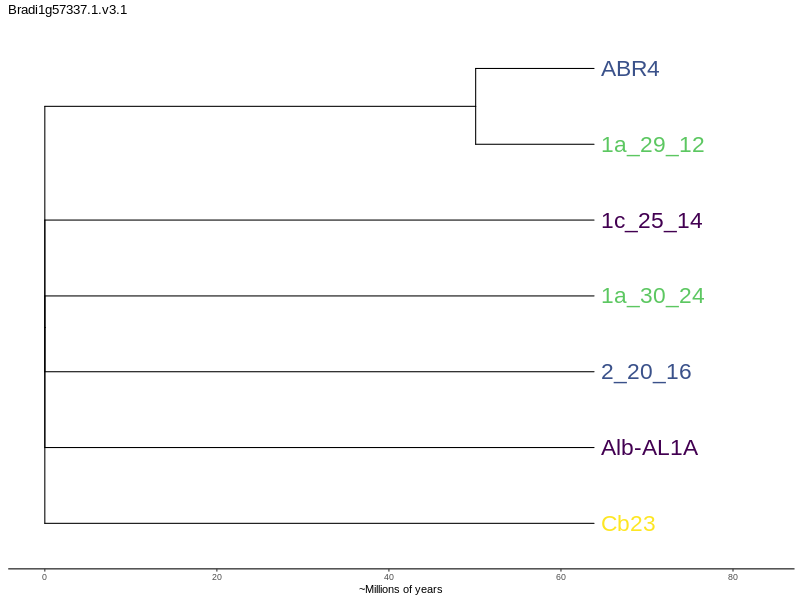 Bradi1g57337.1.v3.1
ABR4
1a_29_12
1c_25_14
1a_30_24
2_20_16
Alb-AL1A
Cb23
0 20 40 60 80
~Millions of years